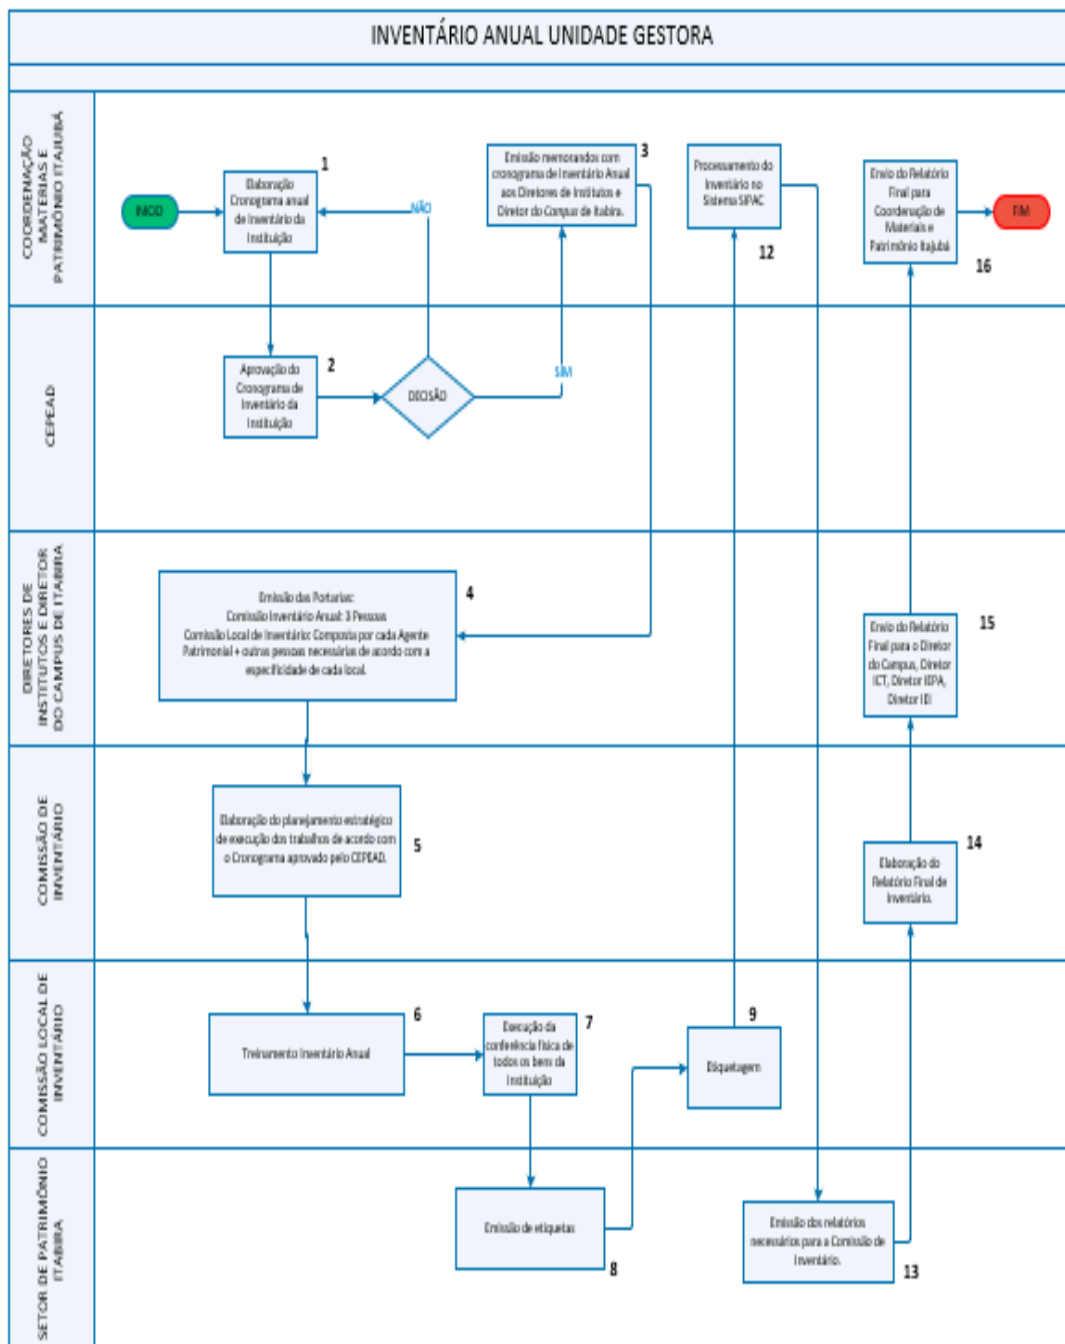 INVENTÁRIO ANUAL UNIDADE GESTORA
COORDENAÇÃO
MATERIAS E
PATRIMÔNIO ITAJUBÁ
INICIO
1
Elaboração
Cronograma anual
de Inventário da
Instituição
NÃO
3
Emissão memorandos com
cronograma de Inventário Anual
aos Diretores de Institutos e
Diretor do Campus de Itabira.
Processamento do
Inventário no
Sistema SIPAC
12
Envio do Relatório
Final para
Coordenação de
Materiais e
Patrimônio Itajubá
16
FIM
CEPEAD
2
Aprovação do
Cronograma de
Inventário da
Instituição
DECISÃO
SIM
DIRETORES DE
INSTITUTOS E DIRETOR
DO CAMPUS DE ITABIRA
4
Emissão das Portarias:
Comissão Inventário Anual: 3 Pessoas
Comissão Local de Inventário: Composta por cada Agente
Patrimonial + outras pessoas necessárias de acordo com a
especificidade de cada local.
15
Envio do Relatório
Final para o Diretor
do Campus, Diretor
ICT, Diretor IEPA,
Diretor IEI
COMISSÃO DE
INVENTÁRIO
Elaboração do planejamento estratégico
de execução dos trabalhos de acordo com
o Cronograma aprovado pelo CEPEAD.
5
14
Elaboração do
Relatório Final de
Inventário.
COMISSÃO LOCAL DE
INVENTÁRIO
6
Treinamento Inventário Anual
7
Execução da
conferência física de
todos os bens da
Instituição
9
Etiquetagem
SETOR DE PATRIMÔNIO
ITABIRA
Emissão de etiquetas
8
Emissão dos relatórios
necessários para a Comissão de
Inventário.
13